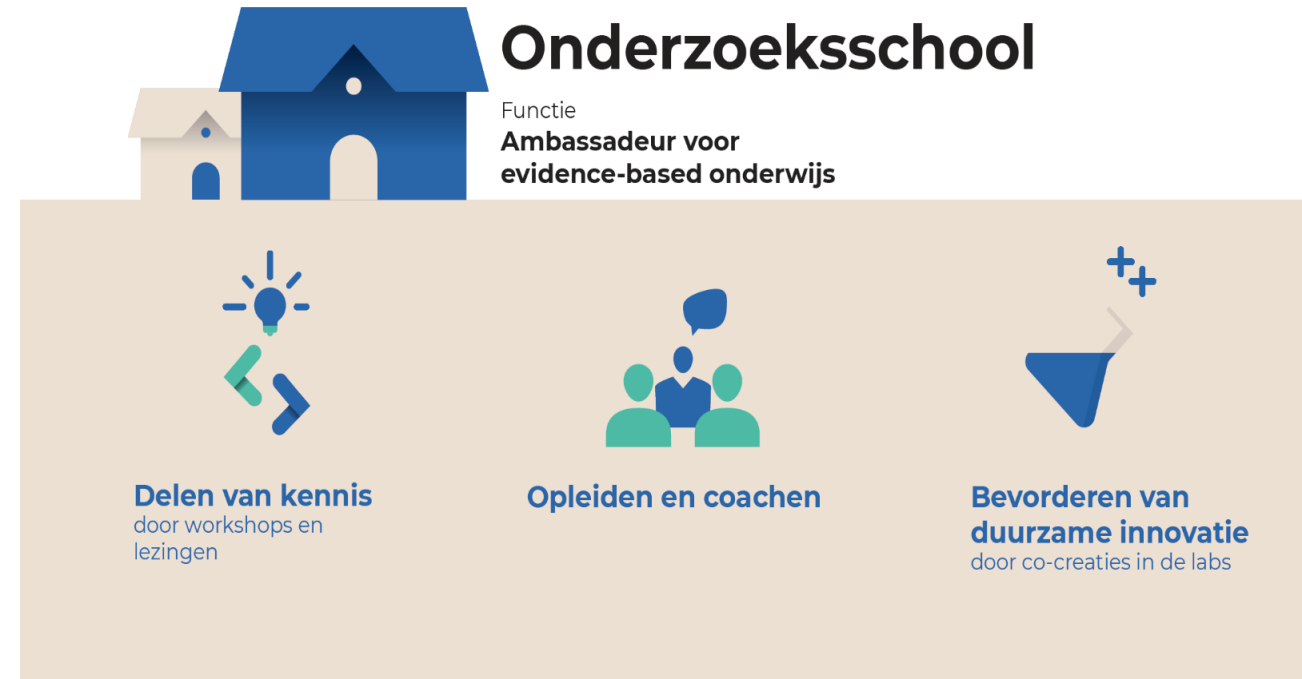 Onderzoeksschool
Functie
Ambassadeur voor
evidence-based onderwijs
Delen van kennis
door workshops en
lezingen
Opleiden en coachen
Bevorderen van
duurzame innovatie
door co-creaties in de labs